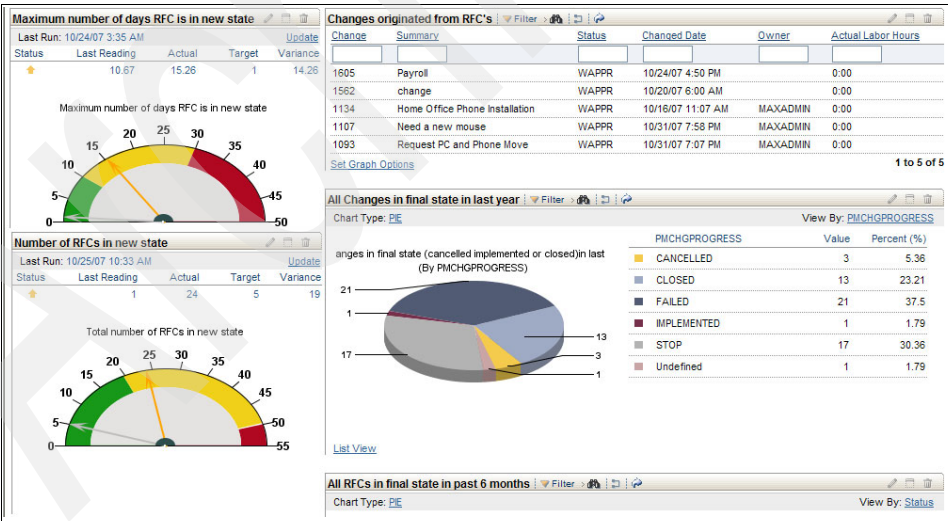 Maximum number of days RFC is in new state
Last Run: 10/24/07 3:35 AM Update
Status Last Reading Actual Target Variance
10.67 15.26 1 14.26
Maximum number of days RFC is in new state
0 5 10 15 20 25 30 35 40 45 50
Number of RFCs in new state
Last Run: 10/25/07 10:33 AM Update
Status Last Reading Actual Target Variance
1 24 5 19
Total number of RFCs in new state
0 5 10 15 20 25 30 35 40 45 50 55
Changes originated from RFC's Filter
Change Summary Status Changed Date Owner Actual Labor Hours
1605 Payroll WAPPR 10/24/07 4:50 PM 0:00
1562 change WAPPR 10/20/07 6:00 AM 0:00
1134 Home Office Phone Installation WAPPR 10/16/07 11:07 AM MAXADMIN 0:00
1107 Need a new mouse WAPPR 10/31/07 7:58 PM MAXADMIN 0:00
1093 Request PC and Phone Move WAPPR 10/31/07 7:07 PM MAXADMIN 0:00
Set Graph Options 1 to 5 of 5
All Changes in final state in last year Filter
Chart Type: PIE View By: PMCHGPROGRESS
anges in final state (cancelled implemented or closed)in last
(By PMCHGPROGRESS)
21
1
17
13
3
1
PMCHGPROGRESS Value Percent (%)
CANCELLED 3 5.36
CLOSED 13 23.21
FAILED 21 37.5
IMPLEMENTED 1 1.79
STOP 17 30.36
Undefined 1 1.79
List View
All RFCs in final state in past 6 months Filter
Chart Type: PIE View By: Status